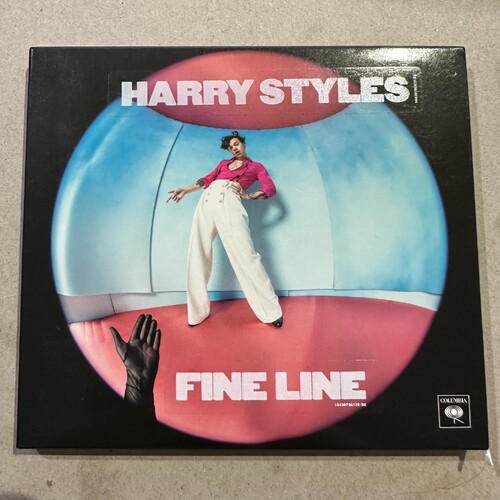 HARRY STYLES
FINE LINE
COLUMBIA